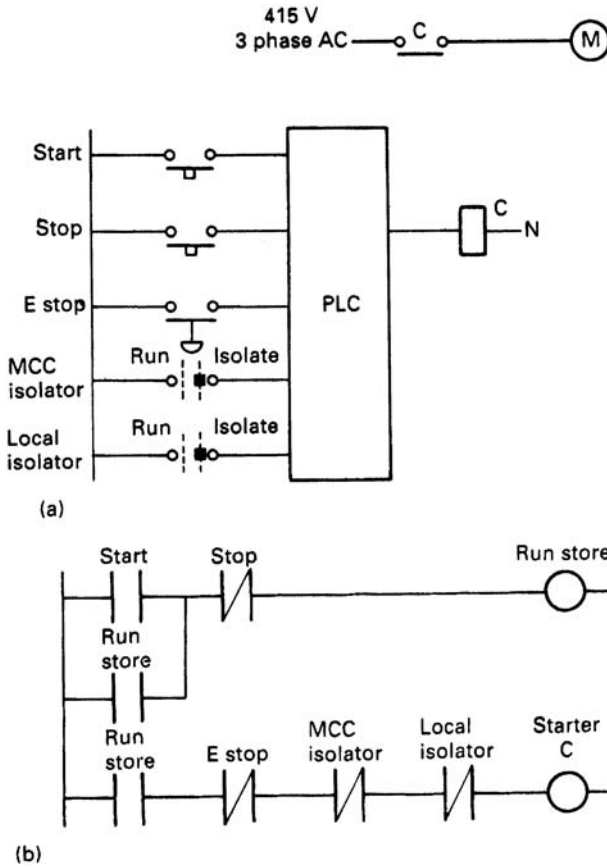 415 V
3 phase AC
C
M
Start
Stop
C
N
E stop
PLC
Run Isolate
MCC
isolator
Run Isolate
Local
isolator
(a)
Start Stop Run store
Run
store
Run
store
E stop
MCC
isolator
Local
isolator
Starter
C
(b)